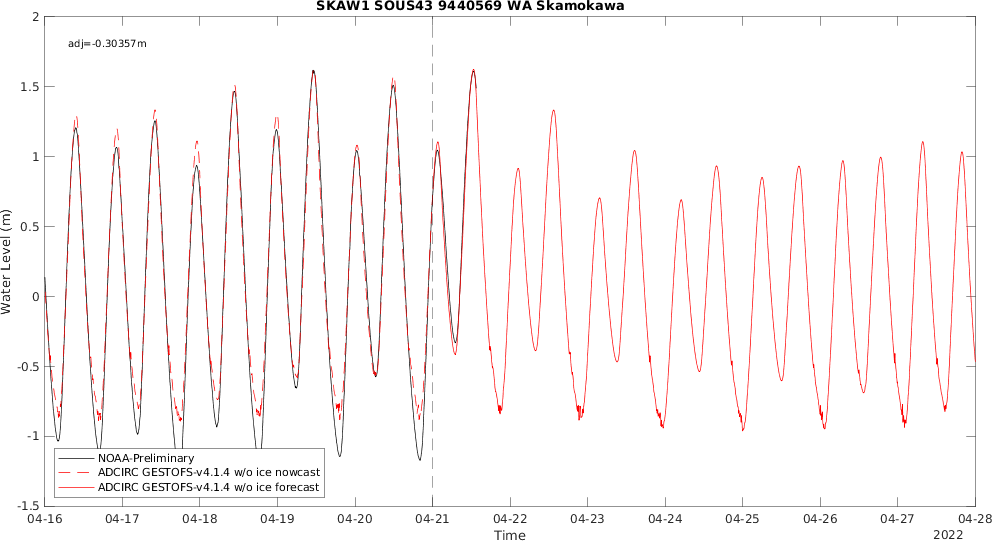 SKAW1 SOUS43 9440569 WA Skamokawa
adj=-0.30357m
Water Level (m)
2
1.5
1
0.5
0
-0.5
-1
-1.5
NOAA-Preliminary
ADCIRC GESTOFS-v4.1.4 w/o ice nowcast
ADCIRC GESTOFS-v4.1.4 w/o ice forecast
04-16 04-17 04-18 04-19 04-20 04-21 04-22 04-23 04-24 04-25 04-26 04-27 04-28
Time
2022